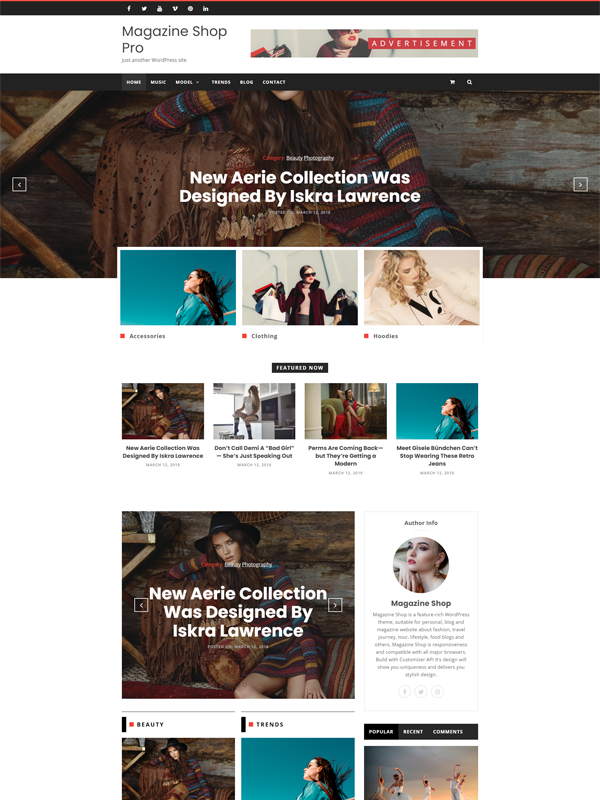 Magazine Shop
Pro
Just another WordPress site
ADVERTISEMENT
HOME MUSIC MODEL TRENDS BLOG CONTACT
Category: Beauty Photography
New Aerie Collection Was
Designed By Iskra Lawrence
POSTED ON: MARCH 12, 2018
Accessories
Clothing
Hoodies
FEATURED NOW
New Aerie Collection Was
Designed By Iskra Lawrence
MARCH 12, 2018
Don't Call Demi A "Bad Girl"
— She's Just Speaking Out
MARCH 12, 2018
Perms Are Coming Back—
but They're Getting a
Modern
MARCH 12, 2018
Meet Gisele Bündchen Can't
Stop Wearing These Retro
Jeans
MARCH 12, 2018
Category: Beauty Photography
New Aerie Collection
Was Designed By
Iskra Lawrence
POSTED ON: MARCH 12, 2018
Author Info
Magazine Shop
Magazine Shop is a feature-rich WordPress
theme, suitable for personal, blog and
magazine website about fashion, travel
journey, tour, lifestyle, food blogs and
others. Magazine Shop is responsiveness
and compatible with all major browsers.
Build with Customizer API it's design will
show you uniqueness and delivers you
stylish design.
BEAUTY
TRENDS
POPULAR RECENT COMMENTS